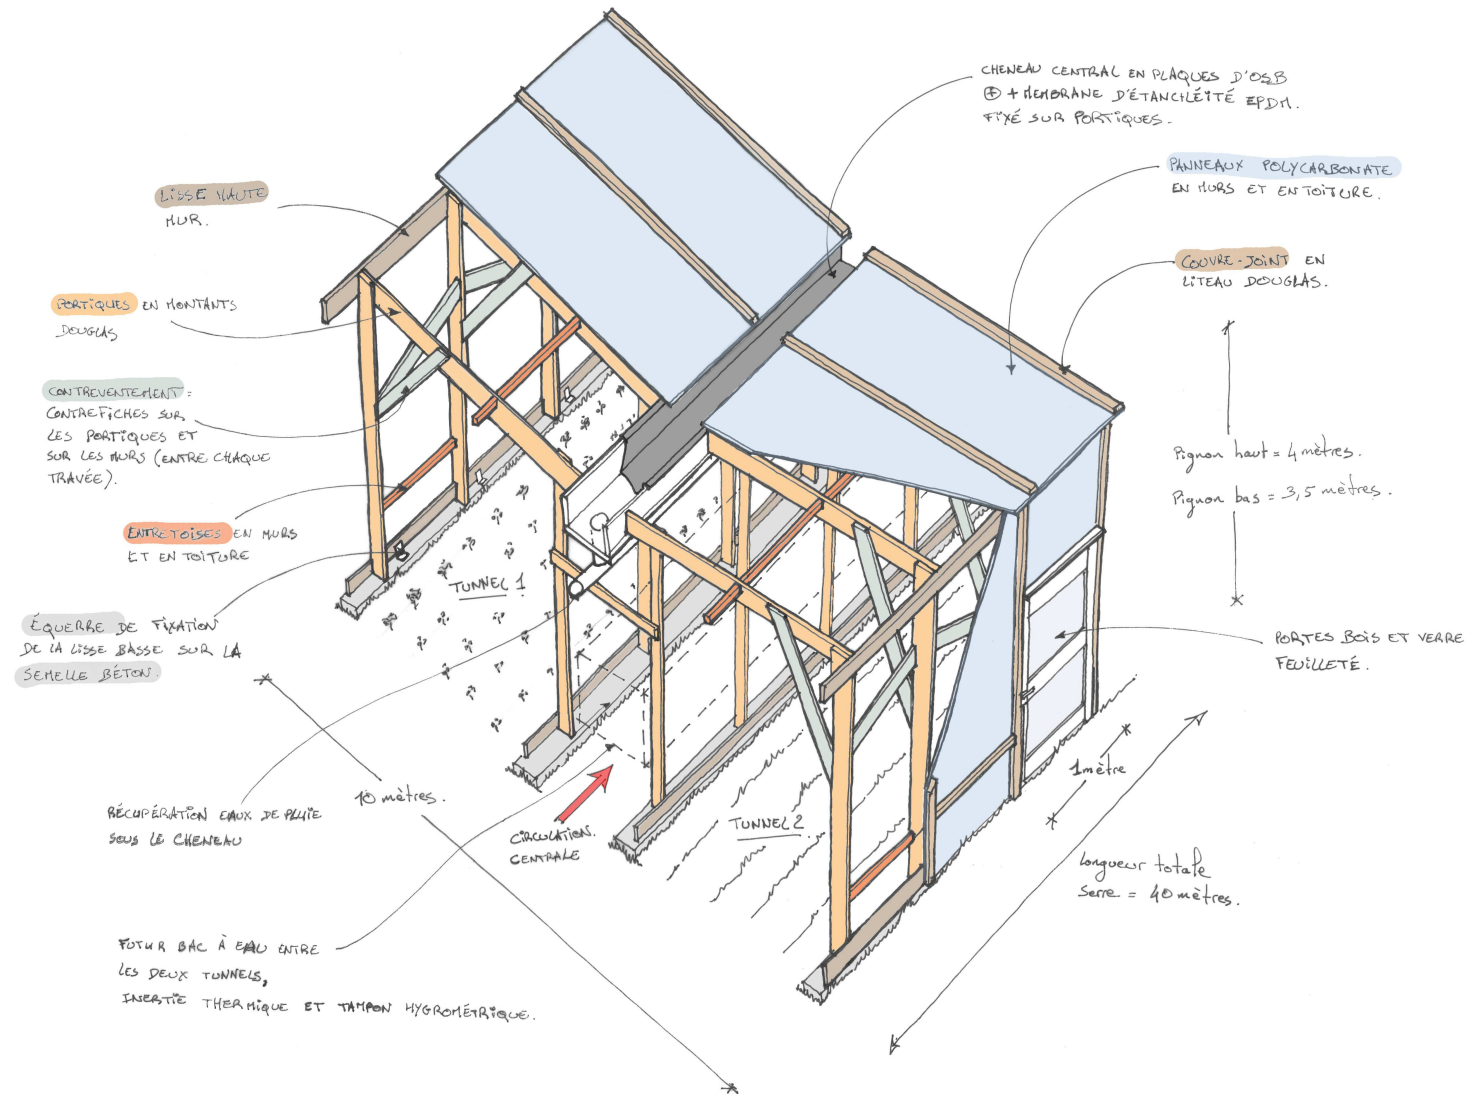 CHENEAU CENTRAL EN PLAQUES D'OSB
⊕ + MEMBRANE D'ÉTANCHLÉÏTÉ EPDM.
FIXÉ SUR PORTIQUES.
PANNEAUX POLYCARBONATE
EN MURS ET EN TOITURE.
COUVRE-JOINT EN
LITEAU DOUGLAS.
LISSE HAUTE
MUR.
PORTIQUES EN MONTANTS
DOUGLAS
CONTREVENTEMENT:
CONTREFICHES SUR
LES PORTIQUES ET
SUR LES MURS (ENTRE CHAQUE
TRAVÉE).
ENTRETOISES EN MURS
ET EN TOITURE
ÉQUERRE DE FIXATION
DE LA LISSE BASSE SUR LA
SEMELLE BÉTON.
Pignon haut = 4 mètres.
Pignon bas = 3,5 mètres.
TUNNEL 1
PORTES BOIS ET VERRE
FEUILLETÉ.
10 mètres.
1 mètre
RÉCUPÉRATION EAUX DE PLUIE
SOUS LE CHENEAU
CIRCULATION
CENTRALE
TUNNEL 2
Longueur totale
Serre = 40 mètres.
FUTUR BAC À EAU ENTRE
LES DEUX TUNNELS,
INERTIE THERMIQUE ET TAMPON HYGROMÉTRIQUE.